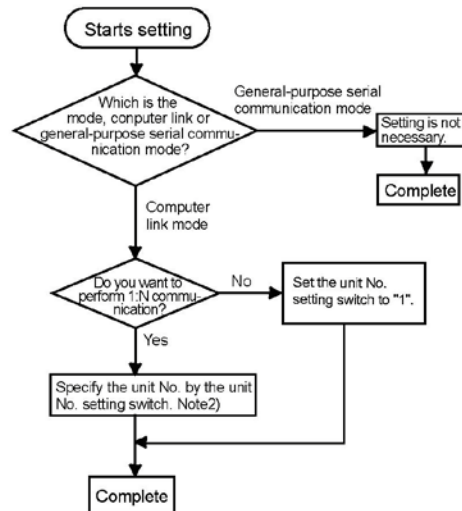 Starts setting
Which is the
mode, computer link or
general-purpose serial commu-
nication mode?
General-purpose serial
communication mode
Setting is not
necessary.
Complete
Computer
link mode
Do you want to
perform 1:N commu-
nication?
No
Set the unit No.
setting switch to "1".
Yes
Specify the unit No. by the unit
No. setting switch. Note2)
Complete